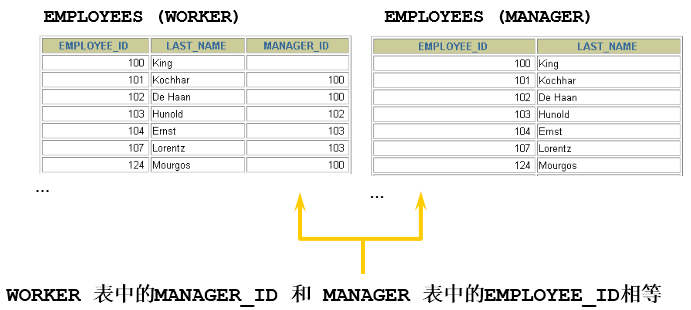 EMPLOYEES (WORKER)
EMPLOYEES (MANAGER)
EMPLOYEE_ID LAST_NAME MANAGER_ID
100 King
101 Kochhar 100
102 De Haan 100
103 Hunold 102
104 Ernst 103
107 Lorentz 103
124 Mourgos 100
...
EMPLOYEE_ID LAST_NAME
100 King
101 Kochhar
102 De Haan
103 Hunold
104 Ernst
107 Lorentz
124 Mourgos
...
WORKER 表中的MANAGER_ID 和 MANAGER 表中的EMPLOYEE_ID相等